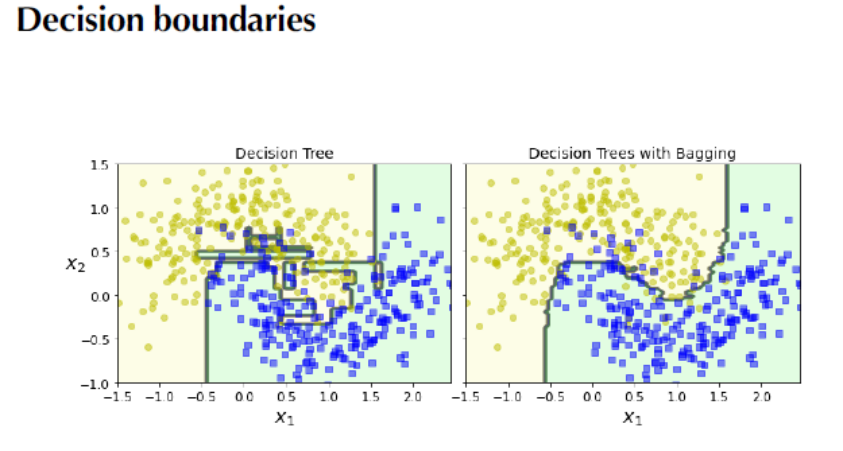 Decision boundaries
Decision Tree
Decision Trees with Bagging
1.5
1.0
0.5
0.0
−0.5
−1.0
x2
−1.5 −1.0 −0.5 0.0 0.5 1.0 1.5 2.0
−1.5 −1.0 −0.5 0.0 0.5 1.0 1.5 2.0
x1
x1